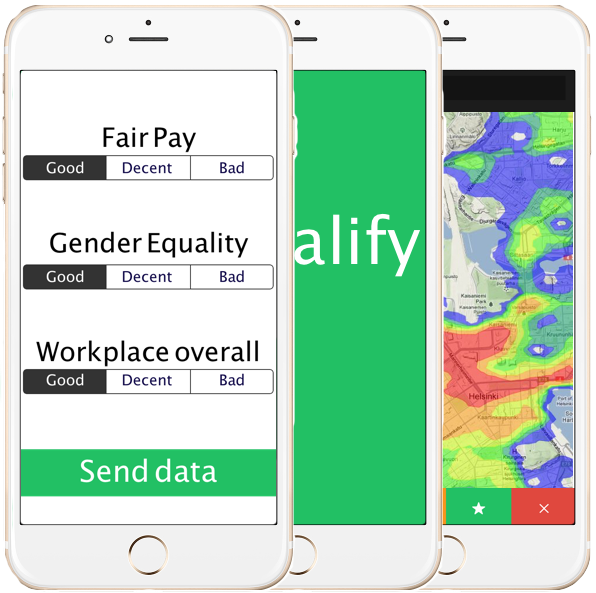 Fair Pay
Good Decent Bad
Gender Equality
Good Decent Bad
Workplace overall
Good Decent Bad
Send data
alify
Kaisaniemi
Park
Helsinki